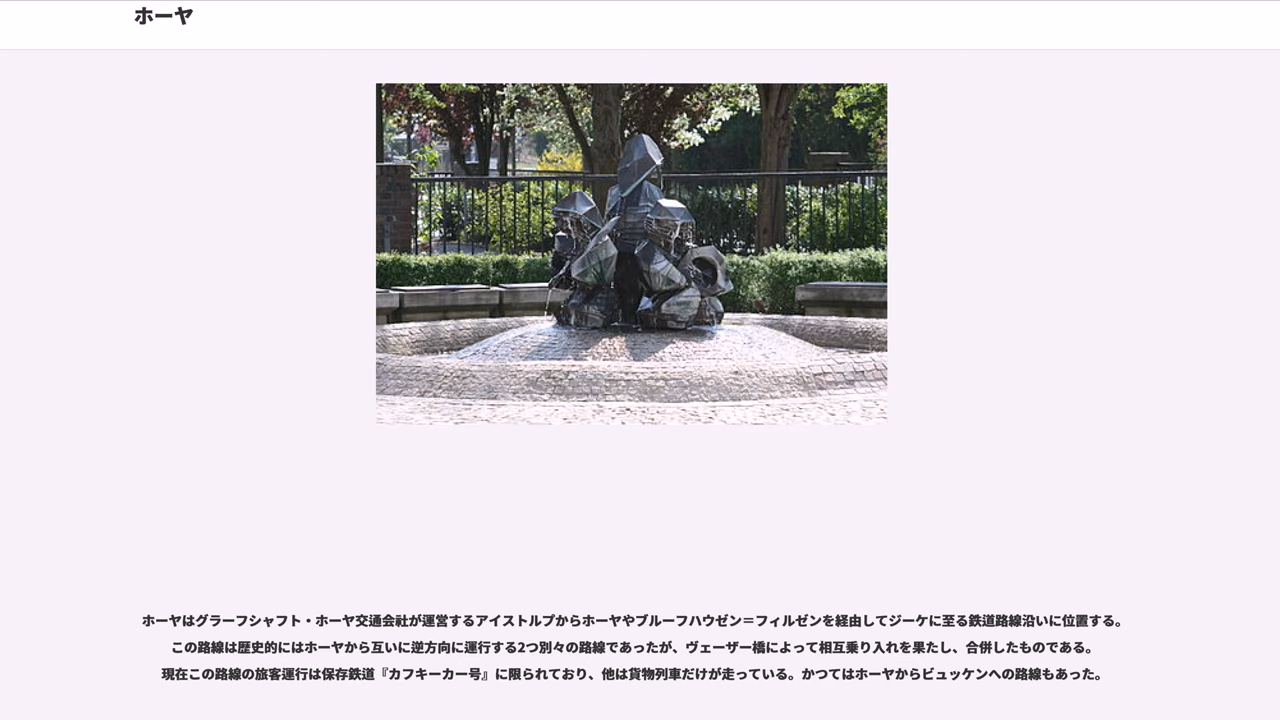 ホーヤ
ホーヤはグラーフシャフト・ホーヤ交通会社が運営するアイストルプからホーヤやブルーフハウゼン＝フィルゼンを経由してジーケに至る鉄道路線沿いに位置する。
この路線は歴史的にはホーヤから互いに逆方向に運行する2つ別々の路線であったが、ヴェーザー橋によって相互乗り入れを果たし、合併したものである。
現在この路線の旅客運行は保存鉄道『カフキーカー号』に限られており、他は貨物列車だけが走っている。かつてはホーヤからビュッケンへの路線もあった。